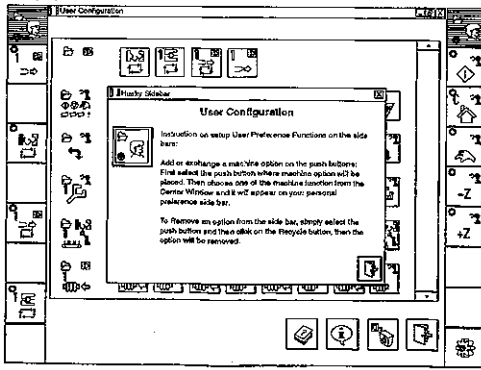 User Configuration
Husky Sidebar
User Configuration
Instruction on setup User Preference Functions on the side
bars:
Add or exchange a machine option on the push buttons:
First select the push button where machine option will be
placed. Then choose one of the machine function from the
Center Window and it will appear on your personal
preference side bar.
To Remove an option from the side bar, simply select the
push button and then click on the Recycle button, then the
option will be removed.
-Z
+Z